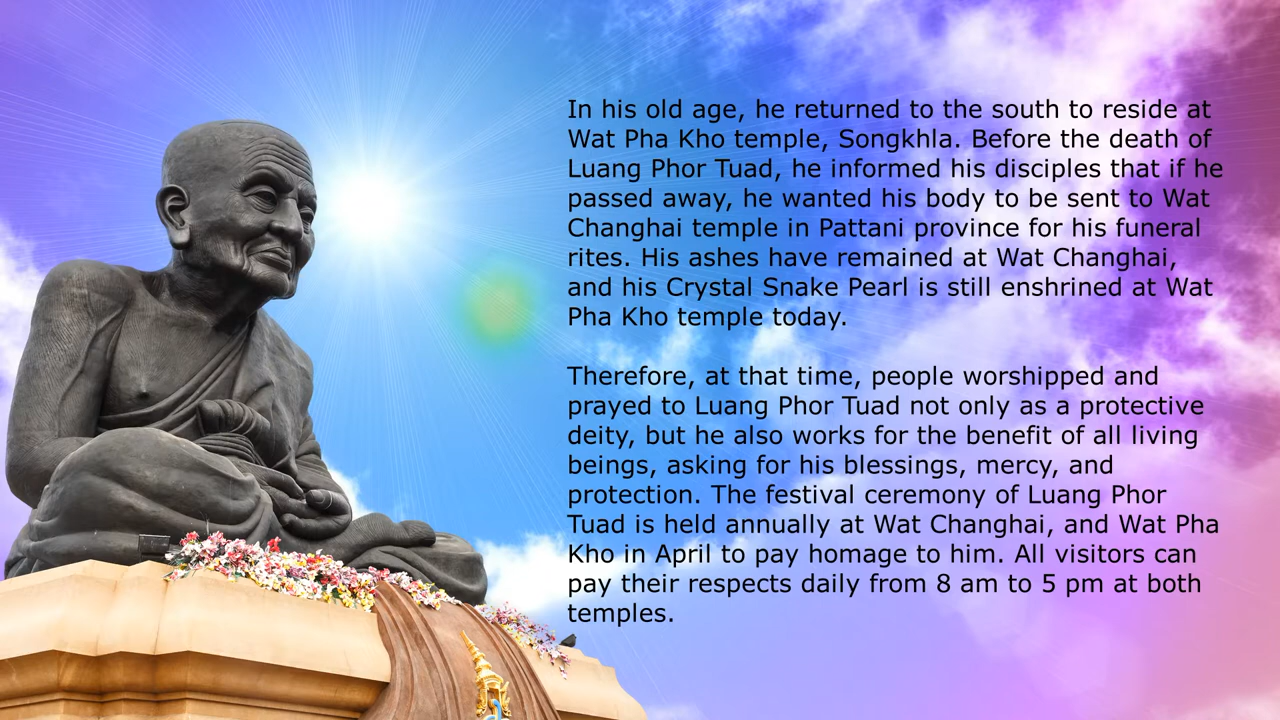 In his old age, he returned to the south to reside at
Wat Pha Kho temple, Songkhla. Before the death of
Luang Phor Tuad, he informed his disciples that if he
passed away, he wanted his body to be sent to Wat
Changhai temple in Pattani province for his funeral
rites. His ashes have remained at Wat Changhai,
and his Crystal Snake Pearl is still enshrined at Wat
Pha Kho temple today.
Therefore, at that time, people worshipped and
prayed to Luang Phor Tuad not only as a protective
deity, but he also works for the benefit of all living
beings, asking for his blessings, mercy, and
protection. The festival ceremony of Luang Phor
Tuad is held annually at Wat Changhai, and Wat Pha
Kho in April to pay homage to him. All visitors can
pay their respects daily from 8 am to 5 pm at both
temples.